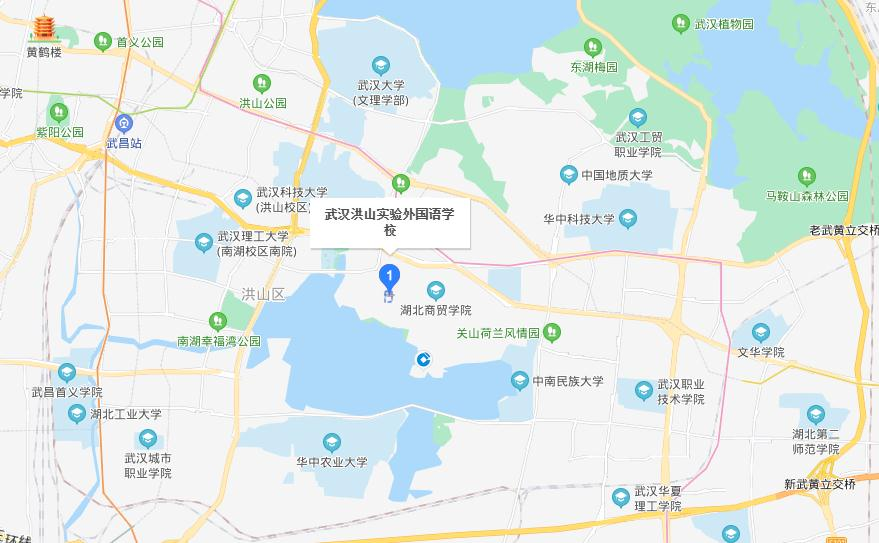 东
武汉植物园
首义公园
黄鹤楼
东湖梅园
武汉大学
(文理学部)
学院
洪山公园
紫阳公园
武昌站
武汉工贸
职业学院
中国地质大学
马鞍山森林公园
武汉科技大学
(洪山校区)
武汉洪山实验外国语学
校
华中科技大学
老武黄立交桥
武汉理工大学
(南湖校区南院)
1
洪山区
湖北商贸学院
南湖幸福湾公园
关山荷兰风情园
文华学院
武昌首义学院
中南民族大学
武汉职业
技术学院
湖北工业大学
湖北第二
师范学院
武汉城市
职业学院
华中农业大学
新武黄立交桥
武汉华夏
理工学院
三环线